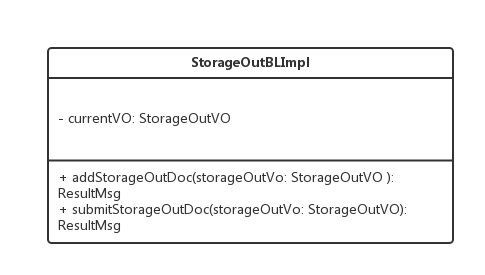 StorageOutBLImpl
- currentVO: StorageOutVO
+ addStorageOutDoc(storageOutVo: StorageOutVO ):
ResultMsg
+ submitStorageOutDoc(storageOutVo: StorageOutVO):
ResultMsg